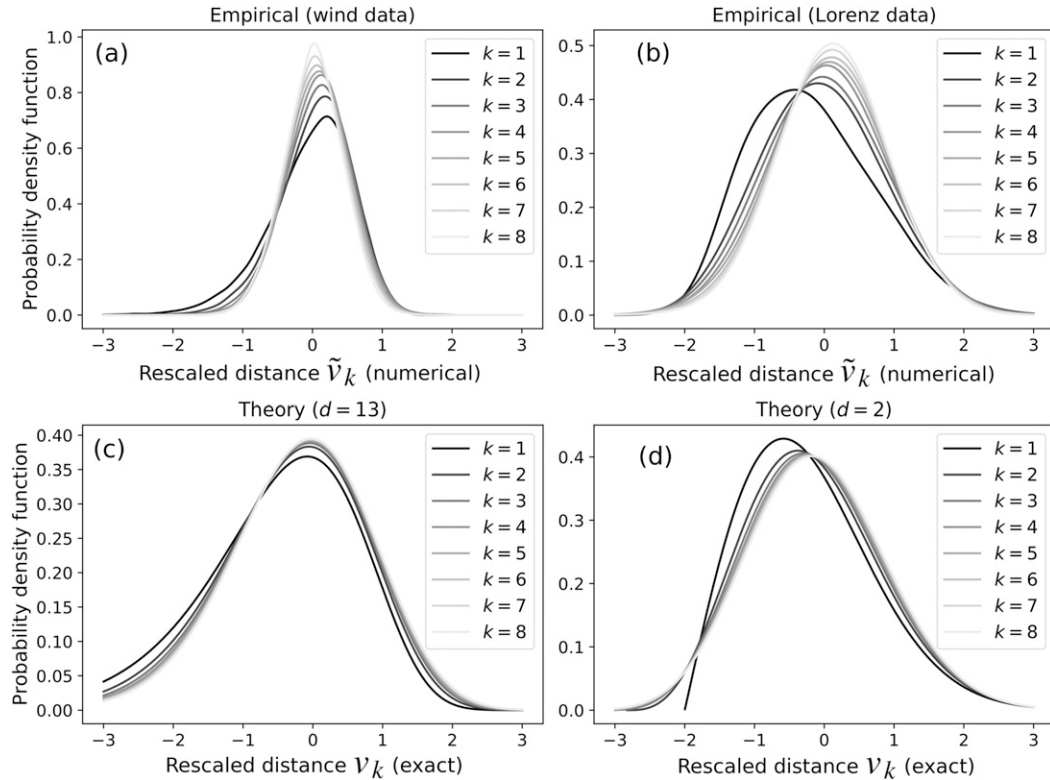 Empirical (wind data)
(a)
Probability density function
1.0
0.8
0.6
0.4
0.2
0.0
k = 1
k = 2
k = 3
k = 4
k = 5
k = 6
k = 7
k = 8
−3 −2 −1 0 1 2 3
Rescaled distance ṽₖ (numerical)
Empirical (Lorenz data)
(b)
0.5
0.4
0.3
0.2
0.1
0.0
k = 1
k = 2
k = 3
k = 4
k = 5
k = 6
k = 7
k = 8
−3 −2 −1 0 1 2 3
Rescaled distance ṽₖ (numerical)
Theory (d = 13)
(c)
Probability density function
0.40
0.35
0.30
0.25
0.20
0.15
0.10
0.05
0.00
k = 1
k = 2
k = 3
k = 4
k = 5
k = 6
k = 7
k = 8
−3 −2 −1 0 1 2 3
Rescaled distance vₖ (exact)
Theory (d = 2)
(d)
0.4
0.3
0.2
0.1
0.0
k = 1
k = 2
k = 3
k = 4
k = 5
k = 6
k = 7
k = 8
−3 −2 −1 0 1 2 3
Rescaled distance vₖ (exact)